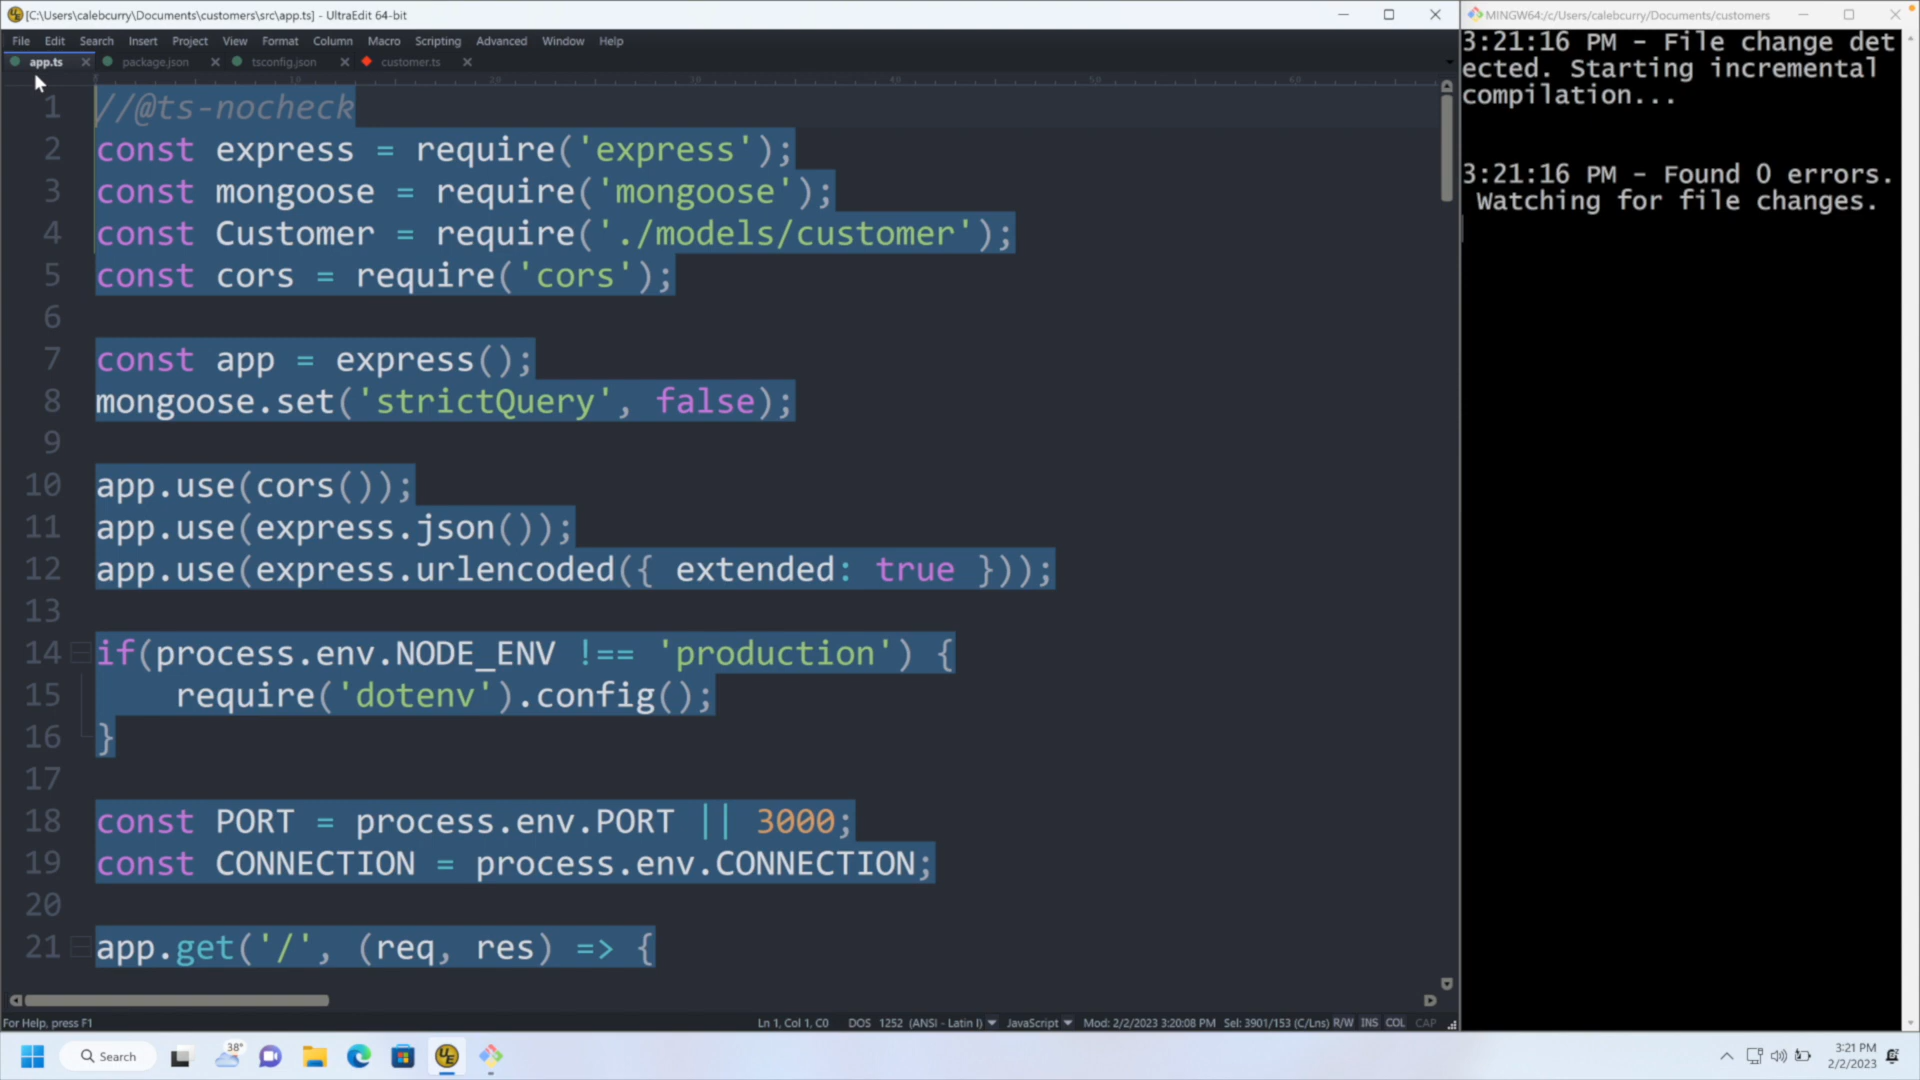 [C:\Users\calebcurry\Documents\customers\src\app.ts] - UltraEdit 64-bit
File Edit Search Insert Project View Format Column Macro Scripting Advanced Window Help
app.ts package.json tsconfig.json customer.ts
10 20 30 40 50 60
1 //@ts-nocheck
2 const express = require('express');
3 const mongoose = require('mongoose');
4 const Customer = require('./models/customer');
5 const cors = require('cors');
6
7 const app = express();
8 mongoose.set('strictQuery', false);
9
10 app.use(cors());
11 app.use(express.json());
12 app.use(express.urlencoded({ extended: true }));
13
14 if(process.env.NODE_ENV !== 'production') {
15 require('dotenv').config();
16 }
17
18 const PORT = process.env.PORT || 3000;
19 const CONNECTION = process.env.CONNECTION;
20
21 app.get('/', (req, res) => {
For Help, press F1
Ln 1, Col 1, C0 DOS 1252 (ANSI - Latin I) JavaScript Mod: 2/2/2023 3:20:08 PM Sel: 3901/153 (C/Lns) R/W INS COL CAP
MINGW64:/c/Users/calebcurry/Documents/customers
3:21:16 PM - File change det
ected. Starting incremental
compilation...
3:21:16 PM - Found 0 errors.
Watching for file changes.
Search
38°
UE
3:21 PM
2/2/2023